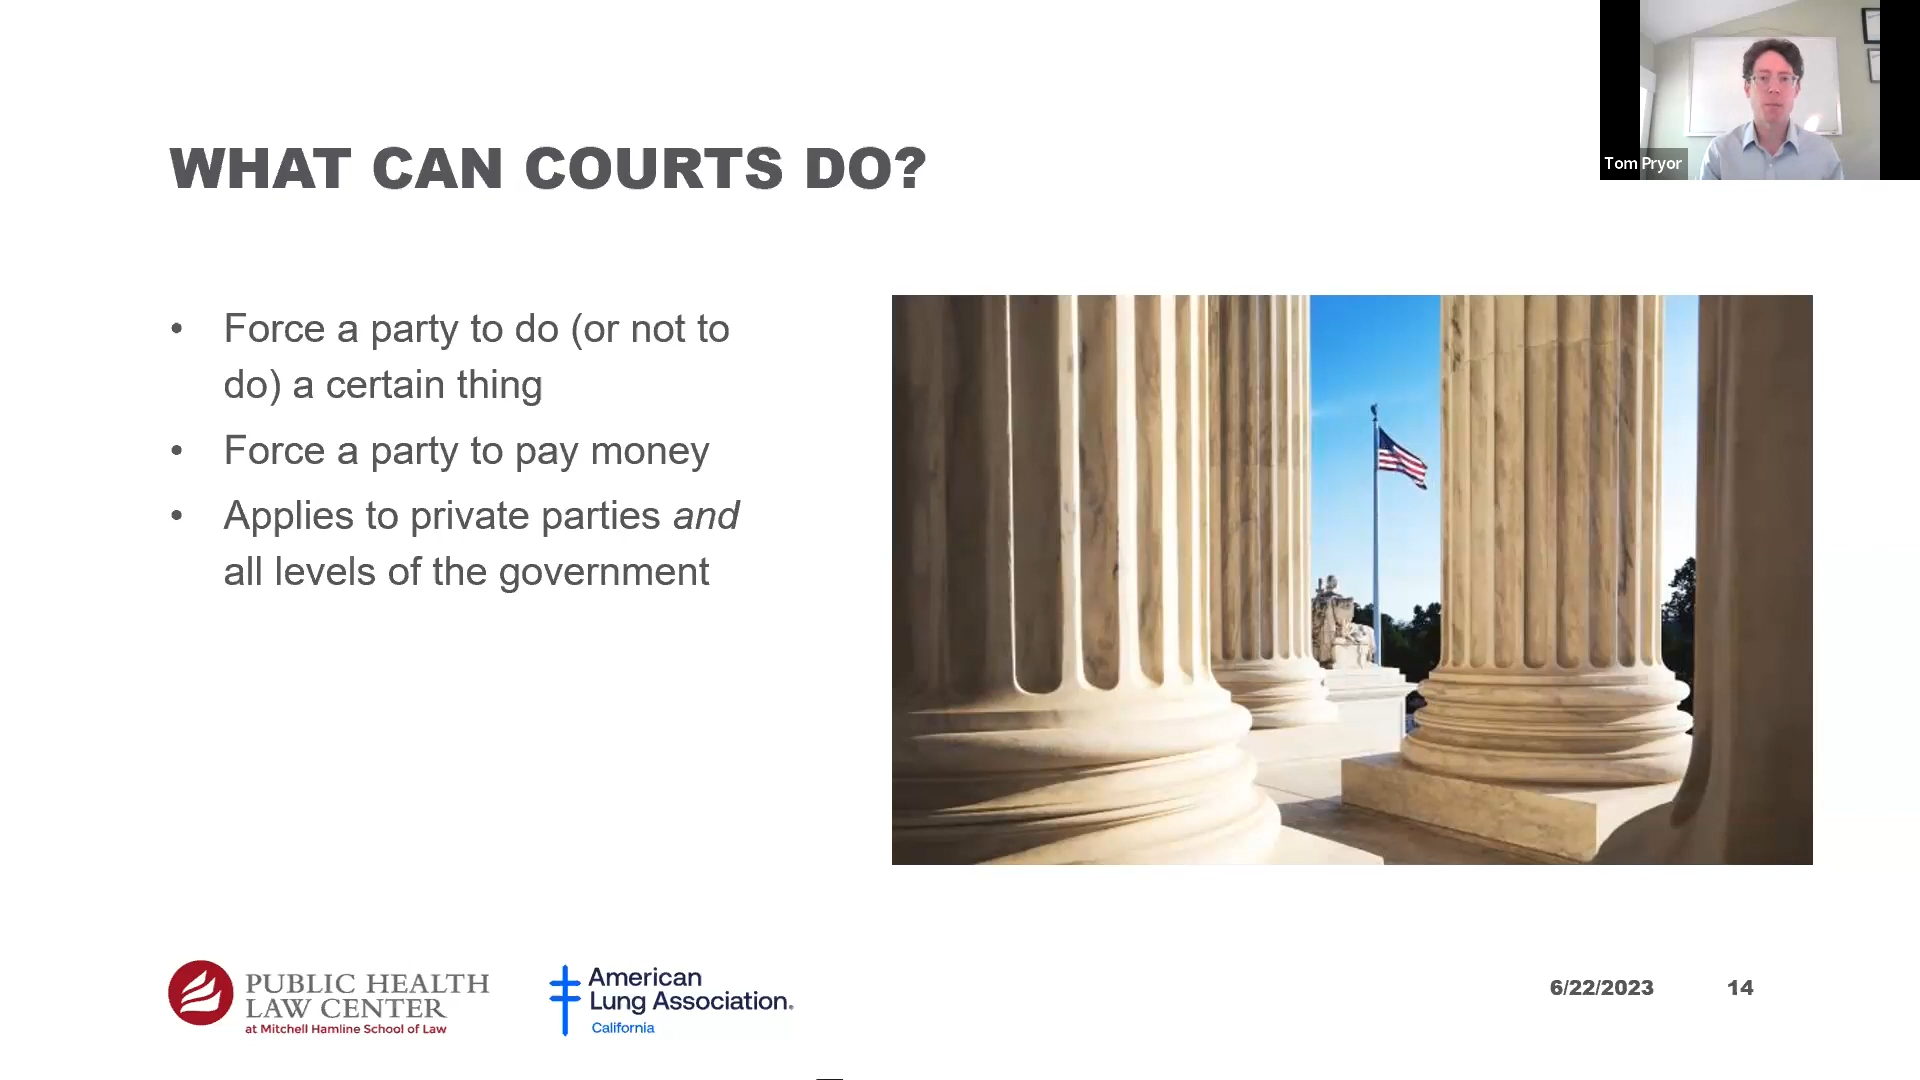 Tom Pryor
WHAT CAN COURTS DO?
• Force a party to do (or not to
do) a certain thing
• Force a party to pay money
• Applies to private parties and
all levels of the government
PUBLIC HEALTH
LAW CENTER
at Mitchell Hamline School of Law
American
Lung Association.
California
6/22/2023 14